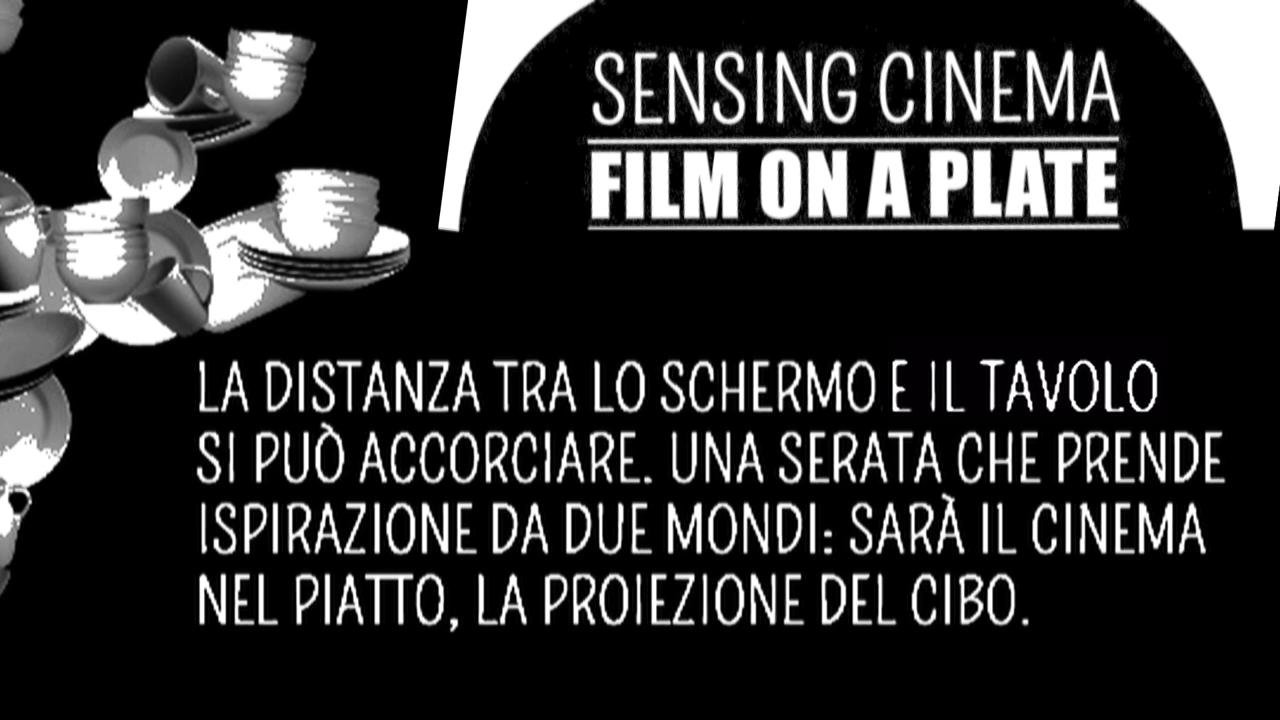 SENSING CINEMA
FILM ON A PLATE
LA DISTANZA TRA LO SCHERMO E IL TAVOLO
SI PUÒ ACCORCIARE. UNA SERATA CHE PRENDE
ISPIRAZIONE DA DUE MONDI: SARÀ IL CINEMA
NEL PIATTO, LA PROIEZIONE DEL CIBO.